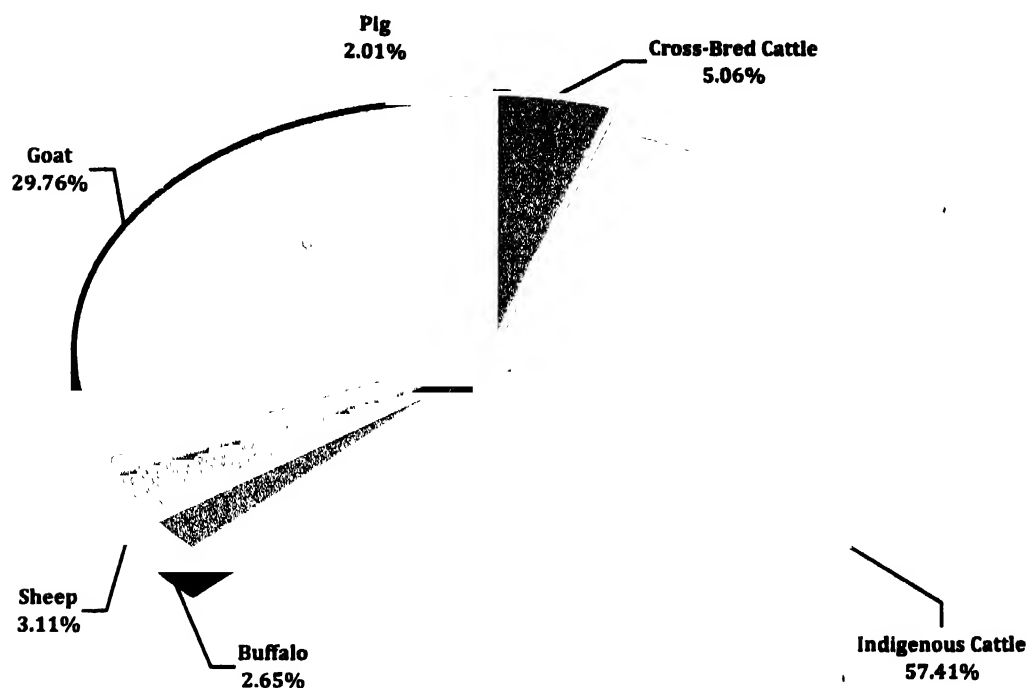 Pig
2.01%
Cross-Bred Cattle
5.06%
Goat
29.76%
Sheep
3.11%
Buffalo
2.65%
Indigenous Cattle
57.41%